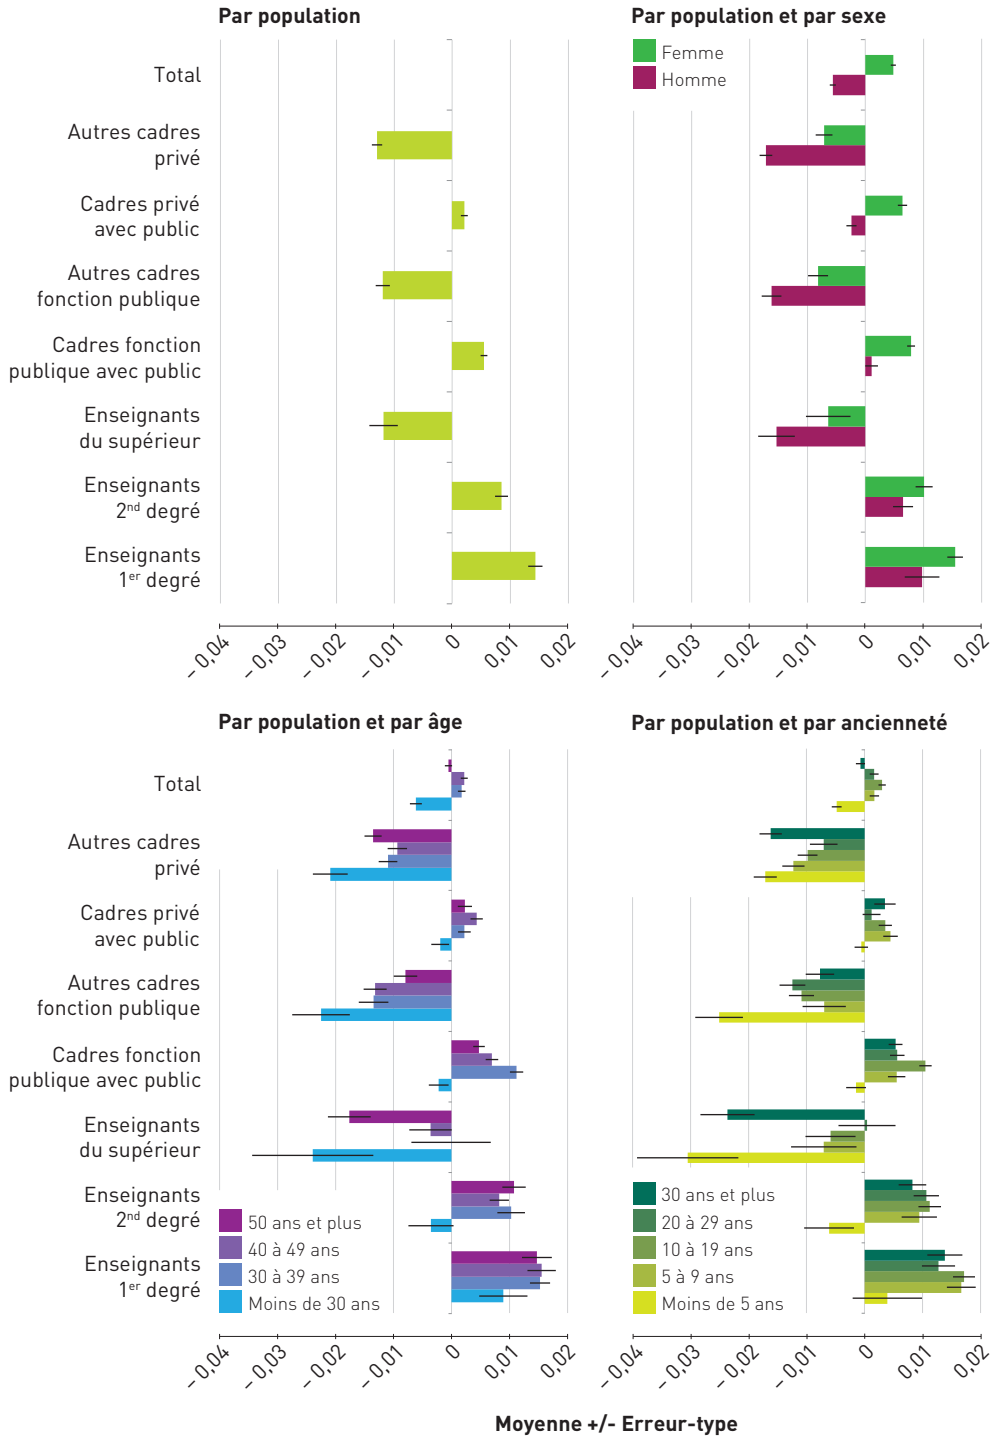 Par population
Par population et par sexe
Femme
Homme
Total
Autres cadres
privé
Cadres privé
avec public
Autres cadres
fonction publique
Cadres fonction
publique avec public
Enseignants
du supérieur
Enseignants
2nd degré
Enseignants
1er degré
– 0,04
– 0,03
– 0,02
– 0,01
0
0,01
0,02
– 0,04
– 0,03
– 0,02
– 0,01
0
0,01
0,02
Par population et par âge
Par population et par ancienneté
Total
Autres cadres
privé
Cadres privé
avec public
Autres cadres
fonction publique
Cadres fonction
publique avec public
Enseignants
du supérieur
Enseignants
2nd degré
Enseignants
1er degré
50 ans et plus
40 à 49 ans
30 à 39 ans
Moins de 30 ans
30 ans et plus
20 à 29 ans
10 à 19 ans
5 à 9 ans
Moins de 5 ans
– 0,04
– 0,03
– 0,02
– 0,01
0
0,01
0,02
– 0,04
– 0,03
– 0,02
– 0,01
0
0,01
0,02
Moyenne +/- Erreur-type